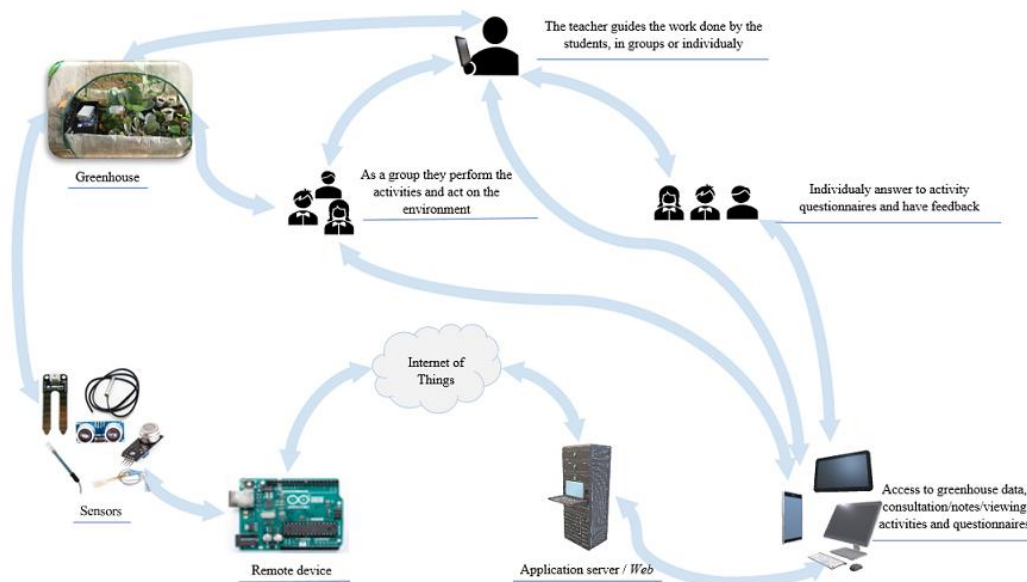 The teacher guides the work done by the
students, in groups or individualy
Greenhouse
As a group they perform the
activities and act on the
environment
Individualy answer to activity
questionnaires and have feedback
Internet of
Things
Sensors
Remote device
Application server / Web
Access to greenhouse data,
consultation/notes/viewing
activities and questionnaires